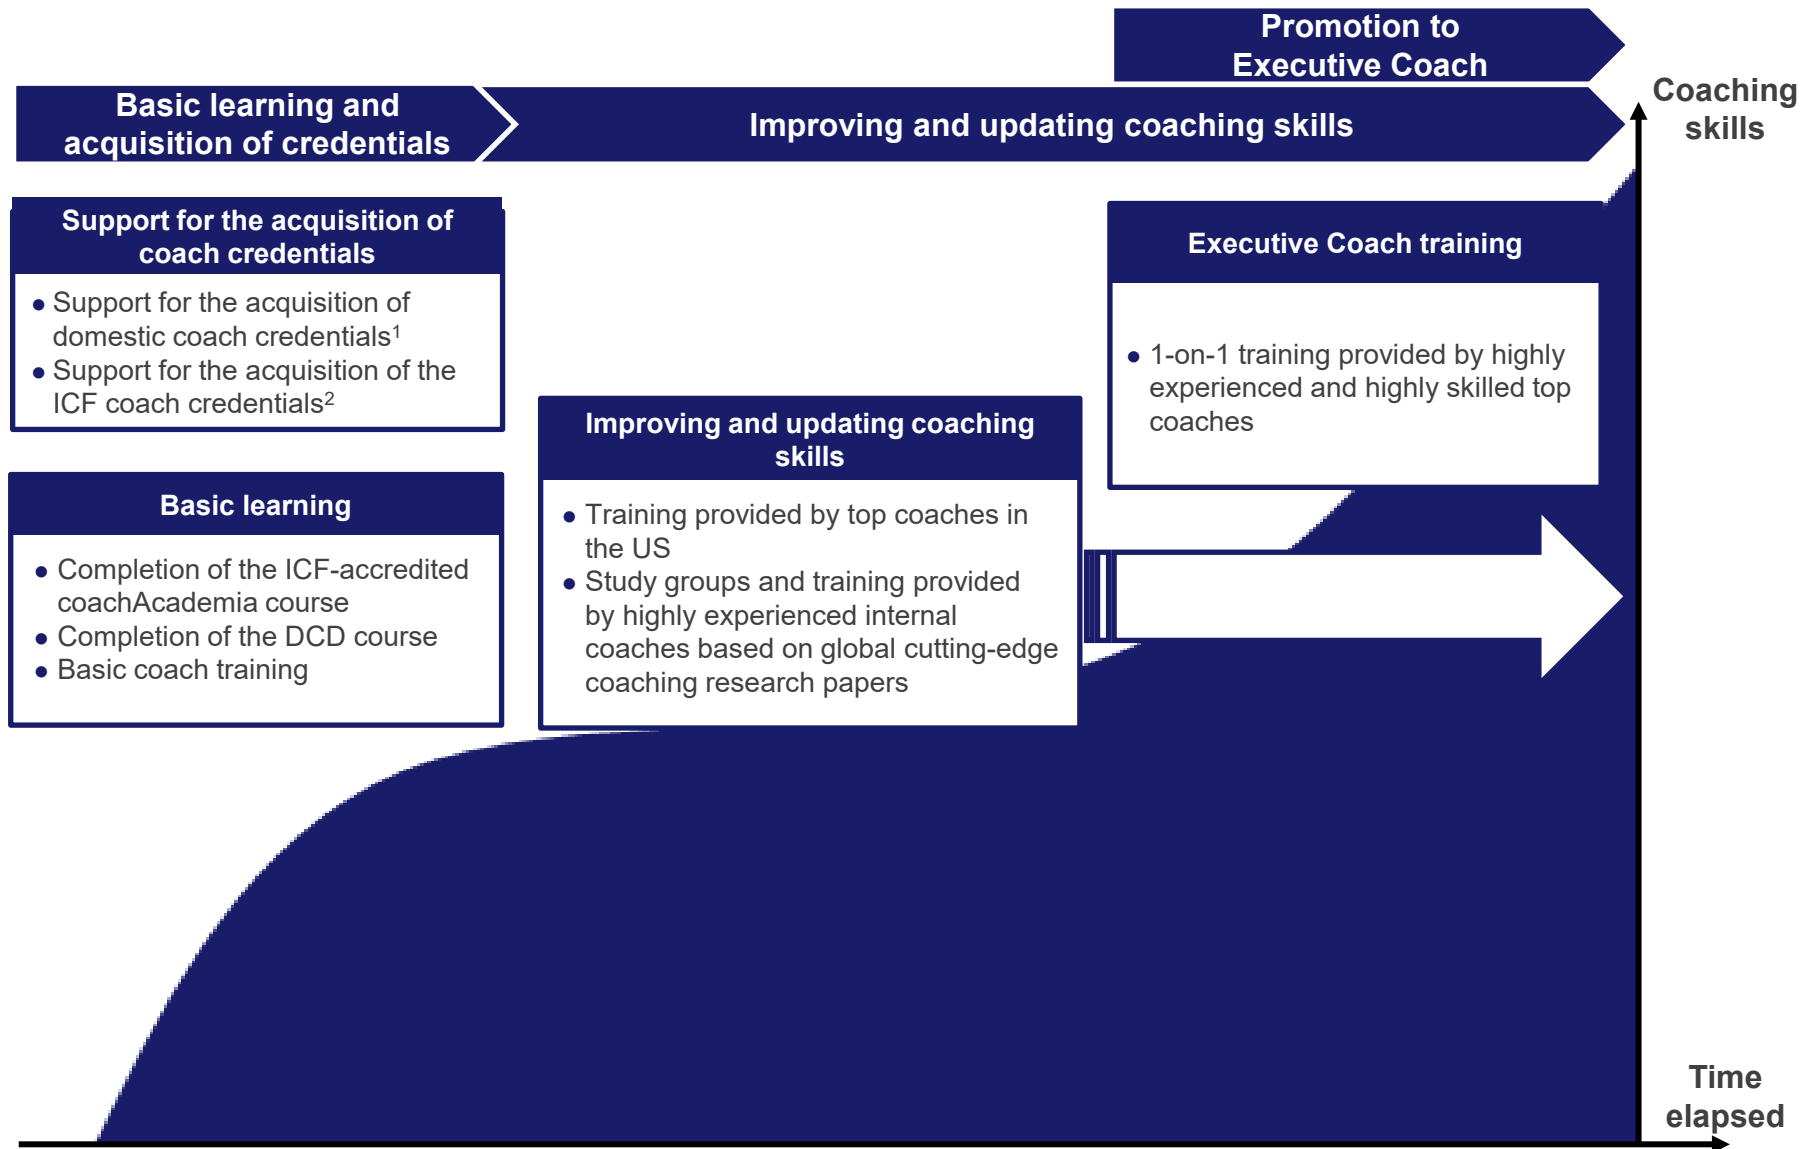 Promotion to
Executive Coach
Basic learning and
acquisition of credentials
Improving and updating coaching skills
Coaching
skills
Support for the acquisition of
coach credentials
● Support for the acquisition of
domestic coach credentials¹
● Support for the acquisition of the
ICF coach credentials²
Executive Coach training
● 1-on-1 training provided by highly
experienced and highly skilled top
coaches
Improving and updating coaching
skills
● Training provided by top coaches in
the US
● Study groups and training provided
by highly experienced internal
coaches based on global cutting-edge
coaching research papers
Basic learning
● Completion of the ICF-accredited
coachAcademia course
● Completion of the DCD course
● Basic coach training
Time
elapsed